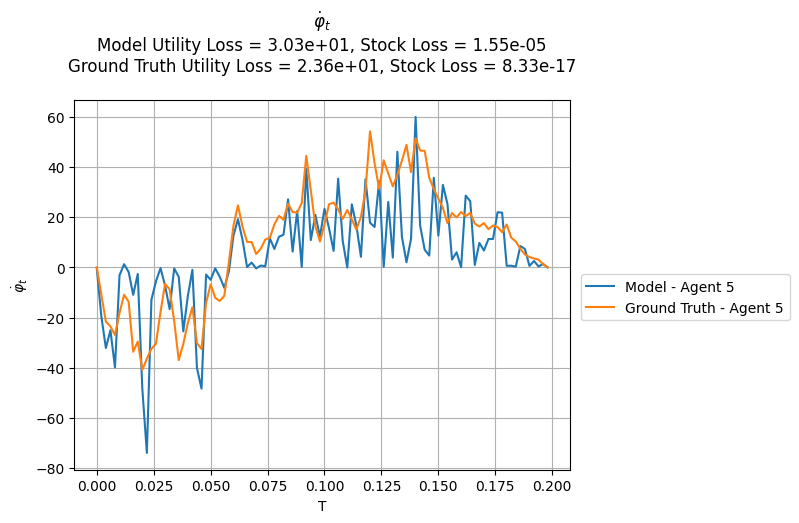 φ̇ₜ
Model Utility Loss = 3.03e+01, Stock Loss = 1.55e-05
Ground Truth Utility Loss = 2.36e+01, Stock Loss = 8.33e-17
60
40
20
0
−20
−40
−60
−80
φ̇ₜ
0.000 0.025 0.050 0.075 0.100 0.125 0.150 0.175 0.200
T
Model - Agent 5
Ground Truth - Agent 5